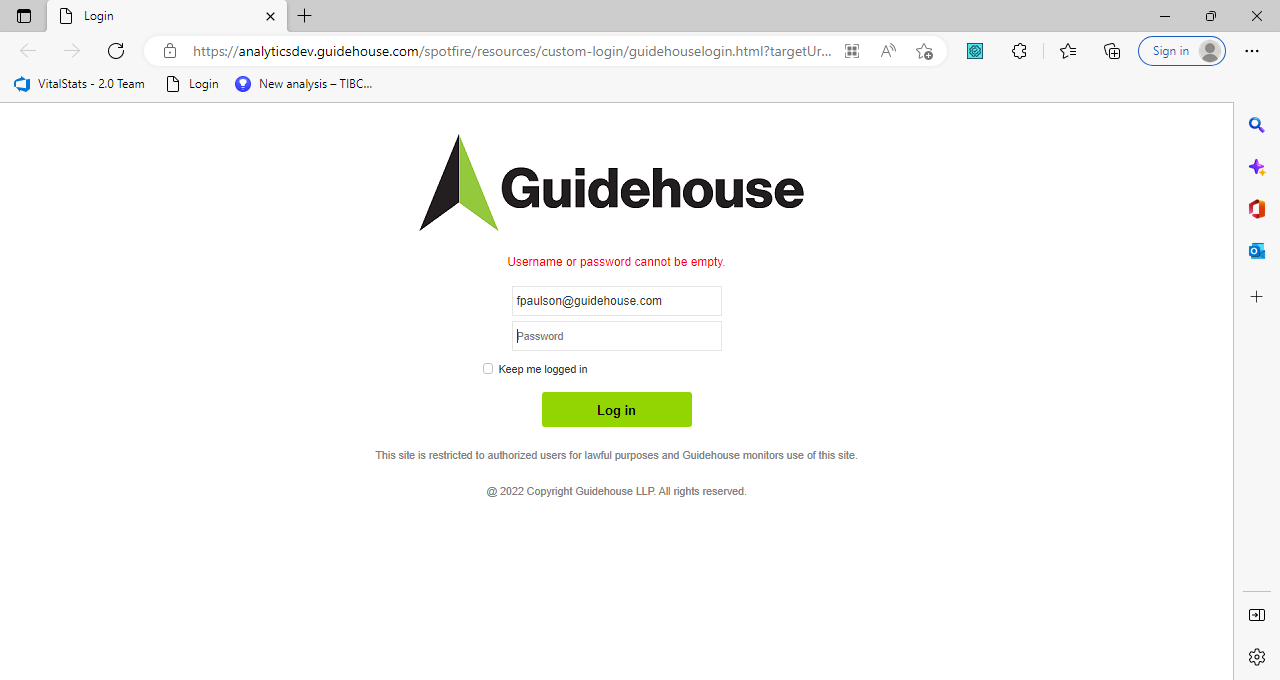 Login
https://analyticsdev.guidehouse.com/spotfire/resources/custom-login/guidehouselogin.html?targetUr...
Sign in
VitalStats - 2.0 Team
Login
New analysis – TIBC...
Guidehouse
Username or password cannot be empty.
fpaulson@guidehouse.com
Password
Keep me logged in
Log in
This site is restricted to authorized users for lawful purposes and Guidehouse monitors use of this site.
@ 2022 Copyright Guidehouse LLP. All rights reserved.